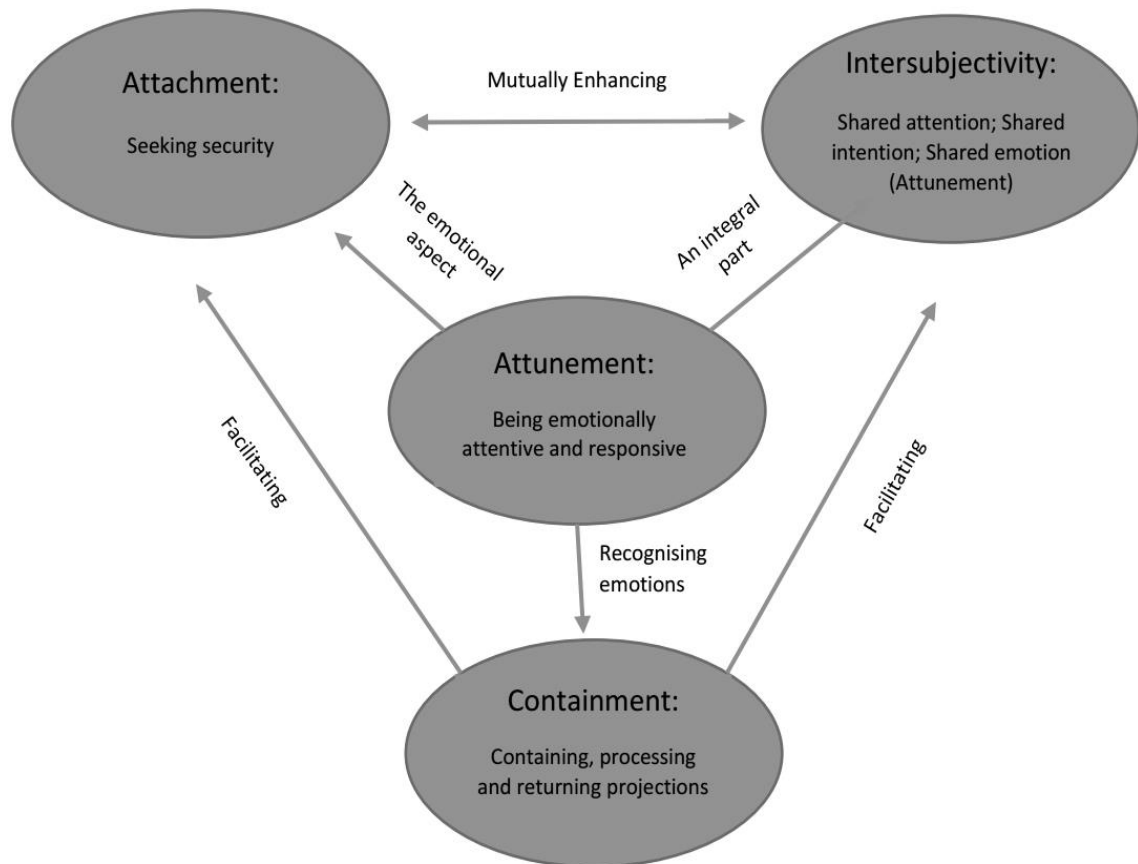 Attachment:
Seeking security
Mutually Enhancing
Intersubjectivity:
Shared attention; Shared
intention; Shared emotion
(Attunement)
The emotional
aspect
An integral
part
Attunement:
Being emotionally
attentive and responsive
Facilitating
Facilitating
Recognising
emotions
Containment:
Containing, processing
and returning projections